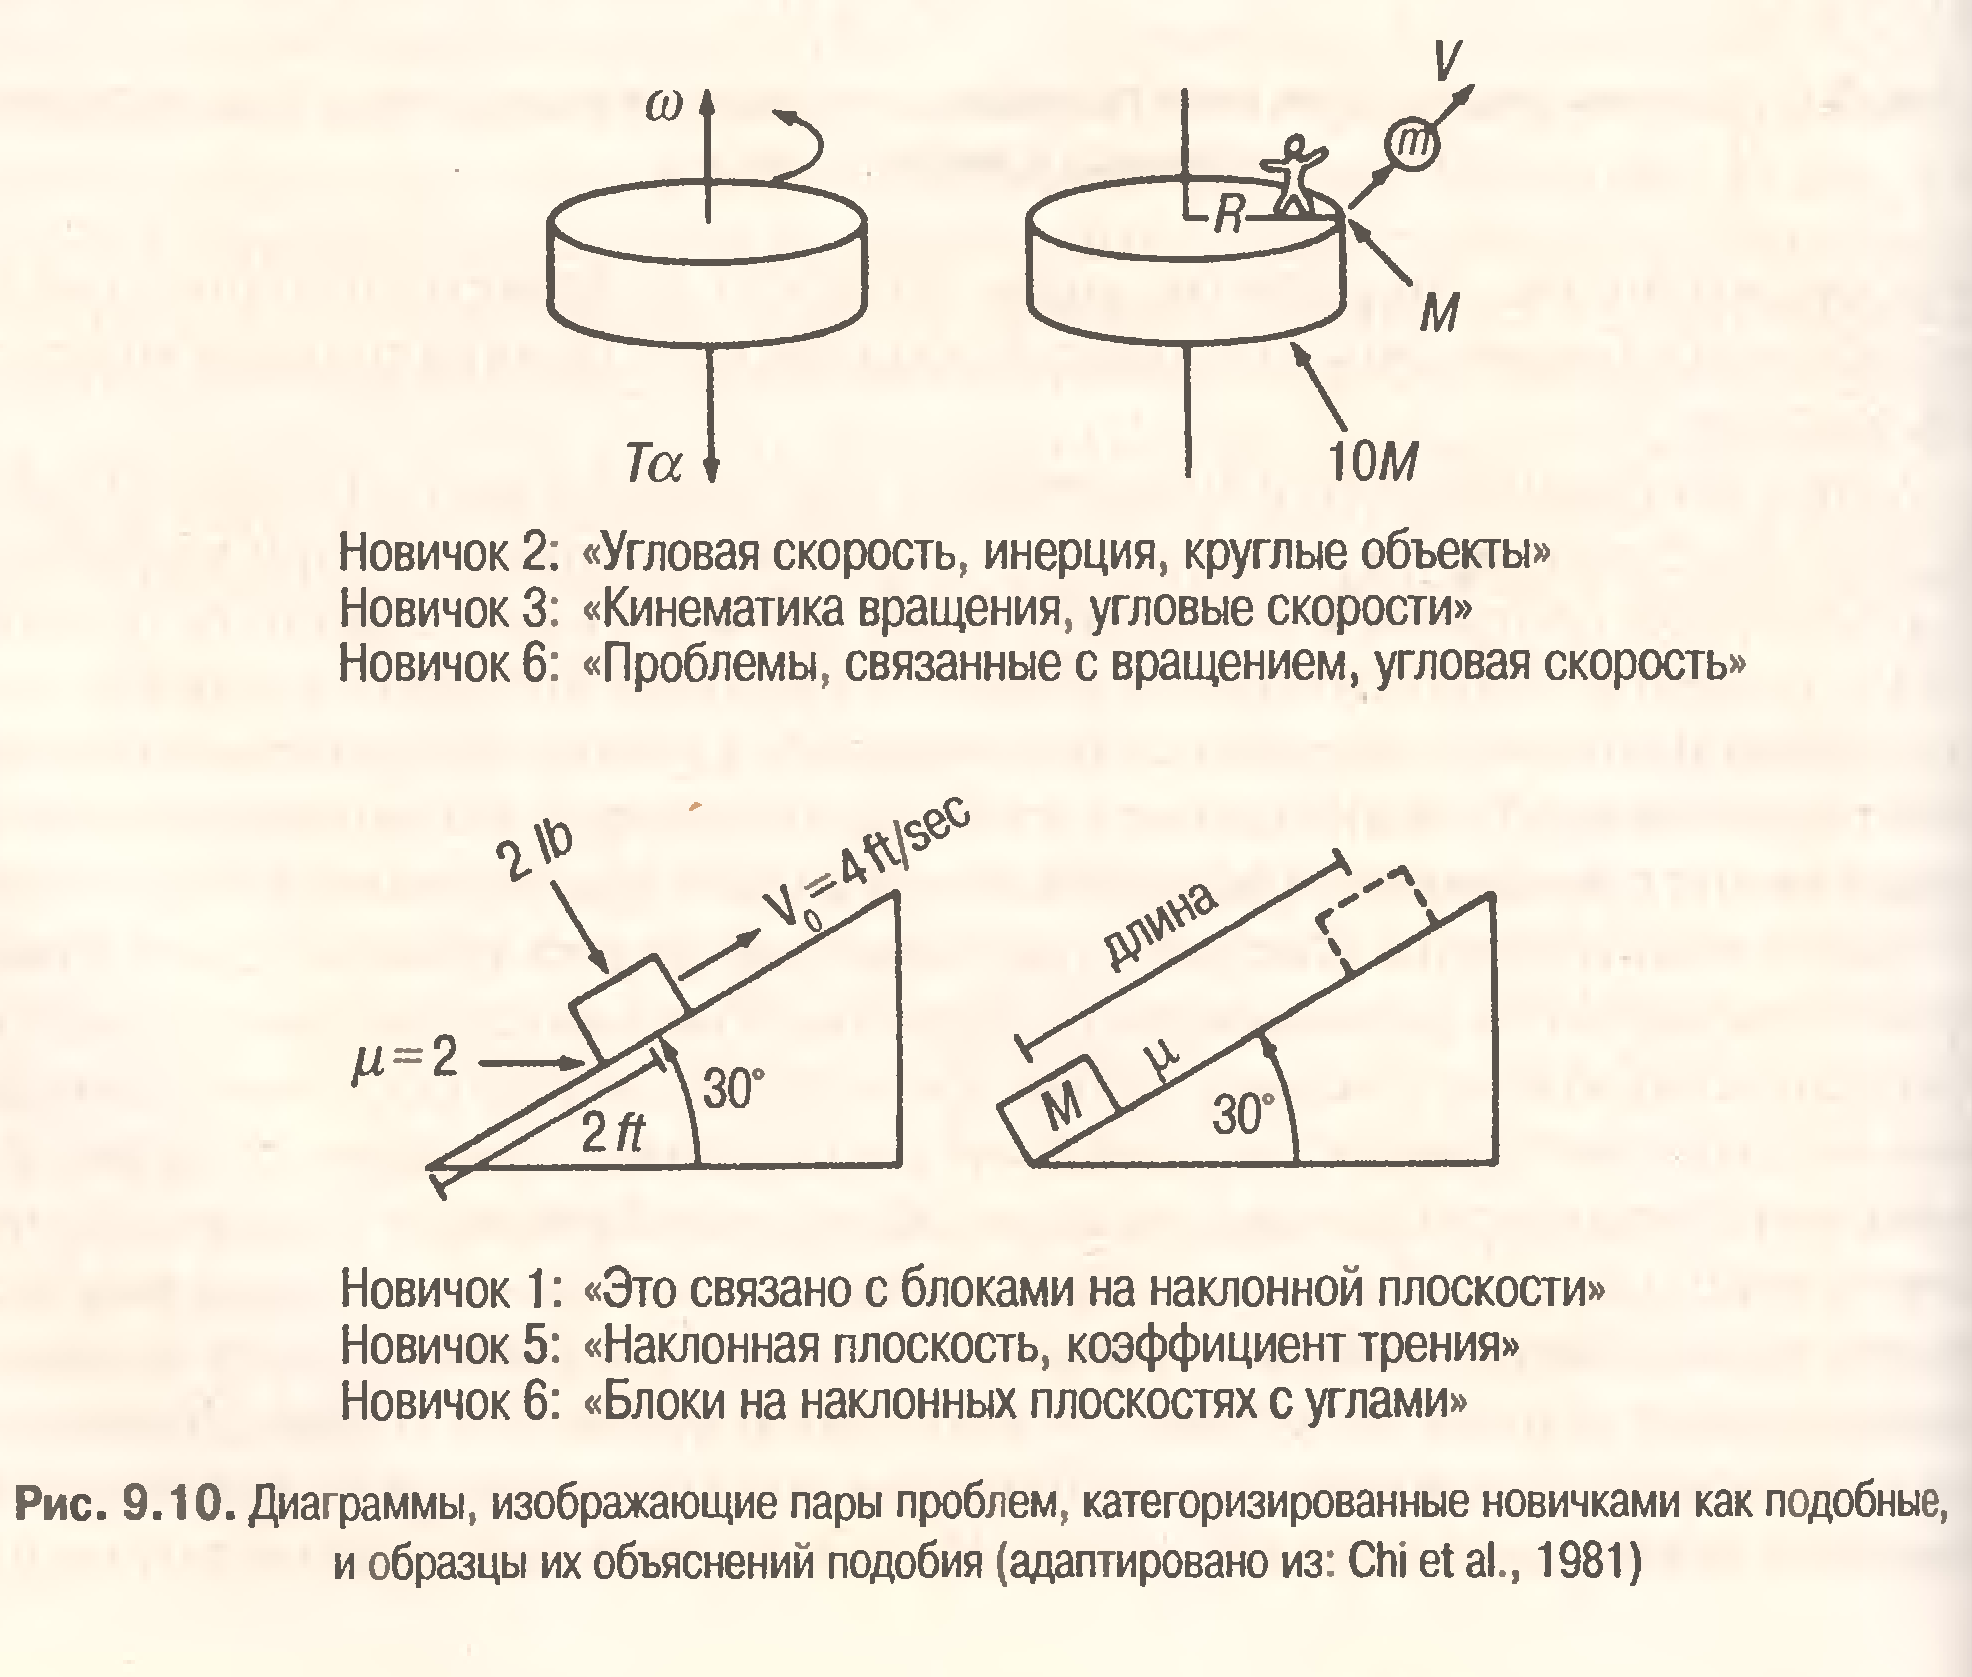 V
ω
m
R
M
Tα
10M
Новичок 2: «Угловая скорость, инерция, круглые объекты»
Новичок 3: «Кинематика вращения, угловые скорости»
Новичок 6: «Проблемы, связанные с вращением, угловая скорость»
2 lb
V₀ = 4 ft/sec
μ = 2
30°
2 ft
длина
M
μ
30°
Новичок 1: «Это связано с блоками на наклонной плоскости»
Новичок 5: «Наклонная плоскость, коэффициент трения»
Новичок 6: «Блоки на наклонных плоскостях с углами»
Рис. 9.10. Диаграммы, изображающие пары проблем, категоризированные новичками как подобные,
и образцы их объяснений подобия (адаптировано из: Chi et al., 1981)